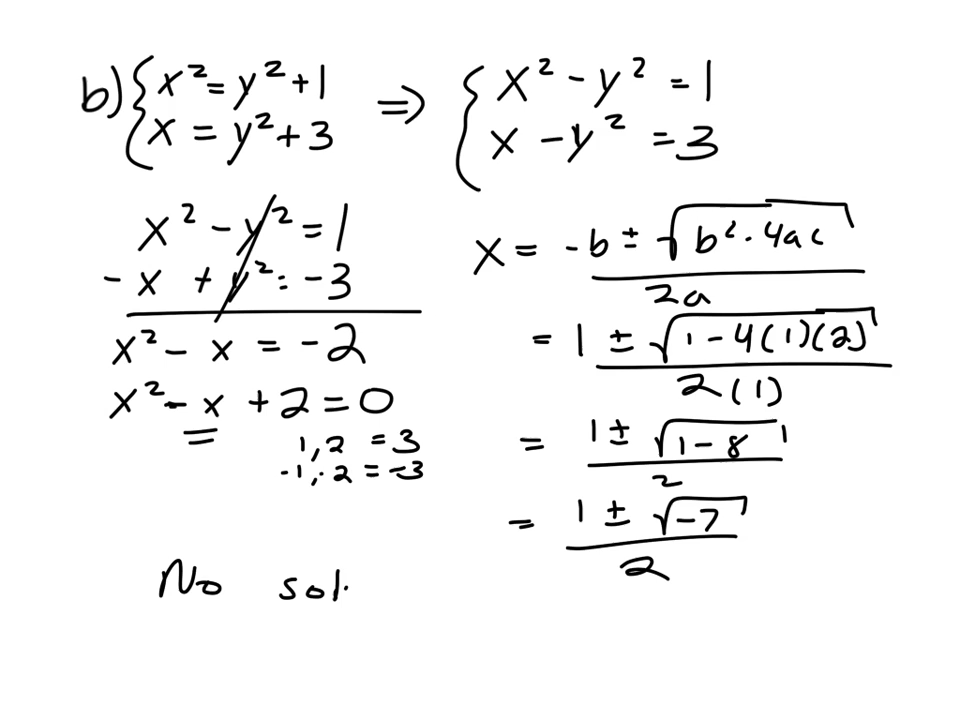 b) { x² = y² + 1 ⇒ { x² - y² = 1
x = y² + 3 x - y² = 3
x² - y² = 1
- x + y² = -3
x² - x = -2
x² - x + 2 = 0
1, 2 = 3
-1, -2 = -3
No sol.
x = (-b ± √(b² - 4ac)) / 2a
= (1 ± √(1 - 4(1)(2))) / 2(1)
= (1 ± √(1 - 8)) / 2
= (1 ± √(-7)) / 2